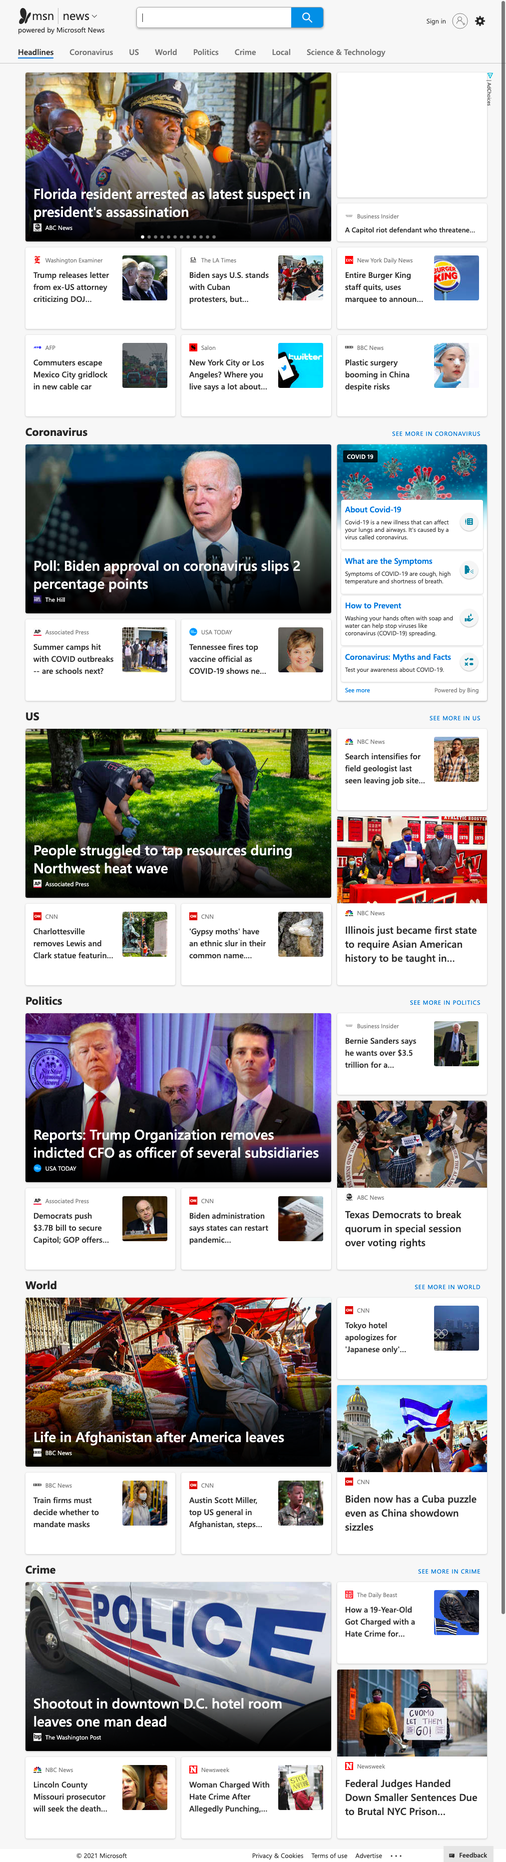 msn | news
powered by Microsoft News
Sign in
Headlines
Coronavirus
US
World
Politics
Crime
Local
Science & Technology
Florida resident arrested as latest suspect in
president's assassination
ABC News
AdChoices
Business Insider
A Capitol riot defendant who threatene...
Washington Examiner
Trump releases letter
from ex-US attorney
criticizing DOJ...
The LA Times
Biden says U.S. stands
with Cuban
protesters, but...
New York Daily News
Entire Burger King
staff quits, uses
marquee to announ...
BURGER
KING
AFP
Commuters escape
Mexico City gridlock
in new cable car
Salon
New York City or Los
Angeles? Where you
live says a lot about...
twitter
BBC News
Plastic surgery
booming in China
despite risks
Coronavirus
SEE MORE IN CORONAVIRUS
Poll: Biden approval on coronavirus slips 2
percentage points
The Hill
COVID 19
About Covid-19
Covid-19 is a new illness that can affect
your lungs and airways. It's caused by a
virus called coronavirus.
What are the Symptoms
Symptoms of COVID-19 are cough, high
temperature and shortness of breath.
How to Prevent
Washing your hands often with soap and
water can help stop viruses like
coronavirus (COVID-19) spreading.
Coronavirus: Myths and Facts
Test your awareness about COVID-19.
See more
Powered by Bing
Associated Press
Summer camps hit
with COVID outbreaks
-- are schools next?
USA TODAY
Tennessee fires top
vaccine official as
COVID-19 shows ne...
US
SEE MORE IN US
People struggled to tap resources during
Northwest heat wave
Associated Press
NBC News
Search intensifies for
field geologist last
seen leaving job site...
NBC News
Illinois just became first state
to require Asian American
history to be taught in...
CNN
Charlottesville
removes Lewis and
Clark statue featurin...
CNN
'Gypsy moths' have
an ethnic slur in their
common name....
Politics
SEE MORE IN POLITICS
Reports: Trump Organization removes
indicted CFO as officer of several subsidiaries
USA TODAY
Business Insider
Bernie Sanders says
he wants over $3.5
trillion for a...
ABC News
Texas Democrats to break
quorum in special session
over voting rights
Associated Press
Democrats push
$3.7B bill to secure
Capitol; GOP offers...
CNN
Biden administration
says states can restart
pandemic...
World
SEE MORE IN WORLD
Life in Afghanistan after America leaves
BBC News
CNN
Tokyo hotel
apologizes for
'Japanese only'...
CNN
Biden now has a Cuba puzzle
even as China showdown
sizzles
BBC News
Train firms must
decide whether to
mandate masks
CNN
Austin Scott Miller,
top US general in
Afghanistan, steps...
Crime
SEE MORE IN CRIME
POLICE
Shootout in downtown D.C. hotel room
leaves one man dead
The Washington Post
The Daily Beast
How a 19-Year-Old
Got Charged with a
Hate Crime for...
CUOMO
LET THEM
GO!
Newsweek
Federal Judges Handed
Down Smaller Sentences Due
to Brutal NYC Prison...
NBC News
Lincoln County
Missouri prosecutor
will seek the death...
Newsweek
Woman Charged With
Hate Crime After
Allegedly Punching,...
© 2021 Microsoft
Privacy & Cookies
Terms of use
Advertise
Feedback